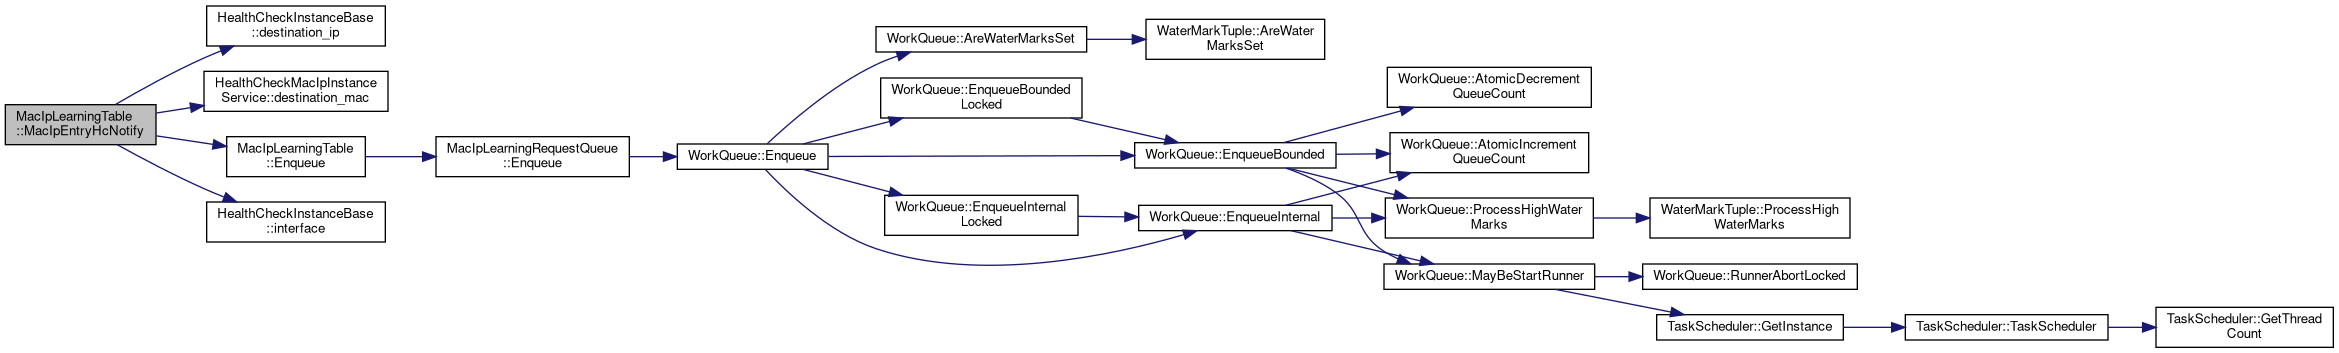 MacIpLearningTable
::MacIpEntryHcNotify
HealthCheckInstanceBase
::destination_ip
HealthCheckMacIpInstance
Service::destination_mac
MacIpLearningTable
::Enqueue
HealthCheckInstanceBase
::interface
MacIpLearningRequestQueue
::Enqueue
WorkQueue::Enqueue
WorkQueue::AreWaterMarksSet
WaterMarkTuple::AreWater
MarksSet
WorkQueue::EnqueueBounded
Locked
WorkQueue::EnqueueBounded
WorkQueue::EnqueueInternal
Locked
WorkQueue::EnqueueInternal
WorkQueue::AtomicDecrement
QueueCount
WorkQueue::AtomicIncrement
QueueCount
WorkQueue::ProcessHighWater
Marks
WaterMarkTuple::ProcessHigh
WaterMarks
WorkQueue::MayBeStartRunner
WorkQueue::RunnerAbortLocked
TaskScheduler::GetInstance
TaskScheduler::TaskScheduler
TaskScheduler::GetThread
Count